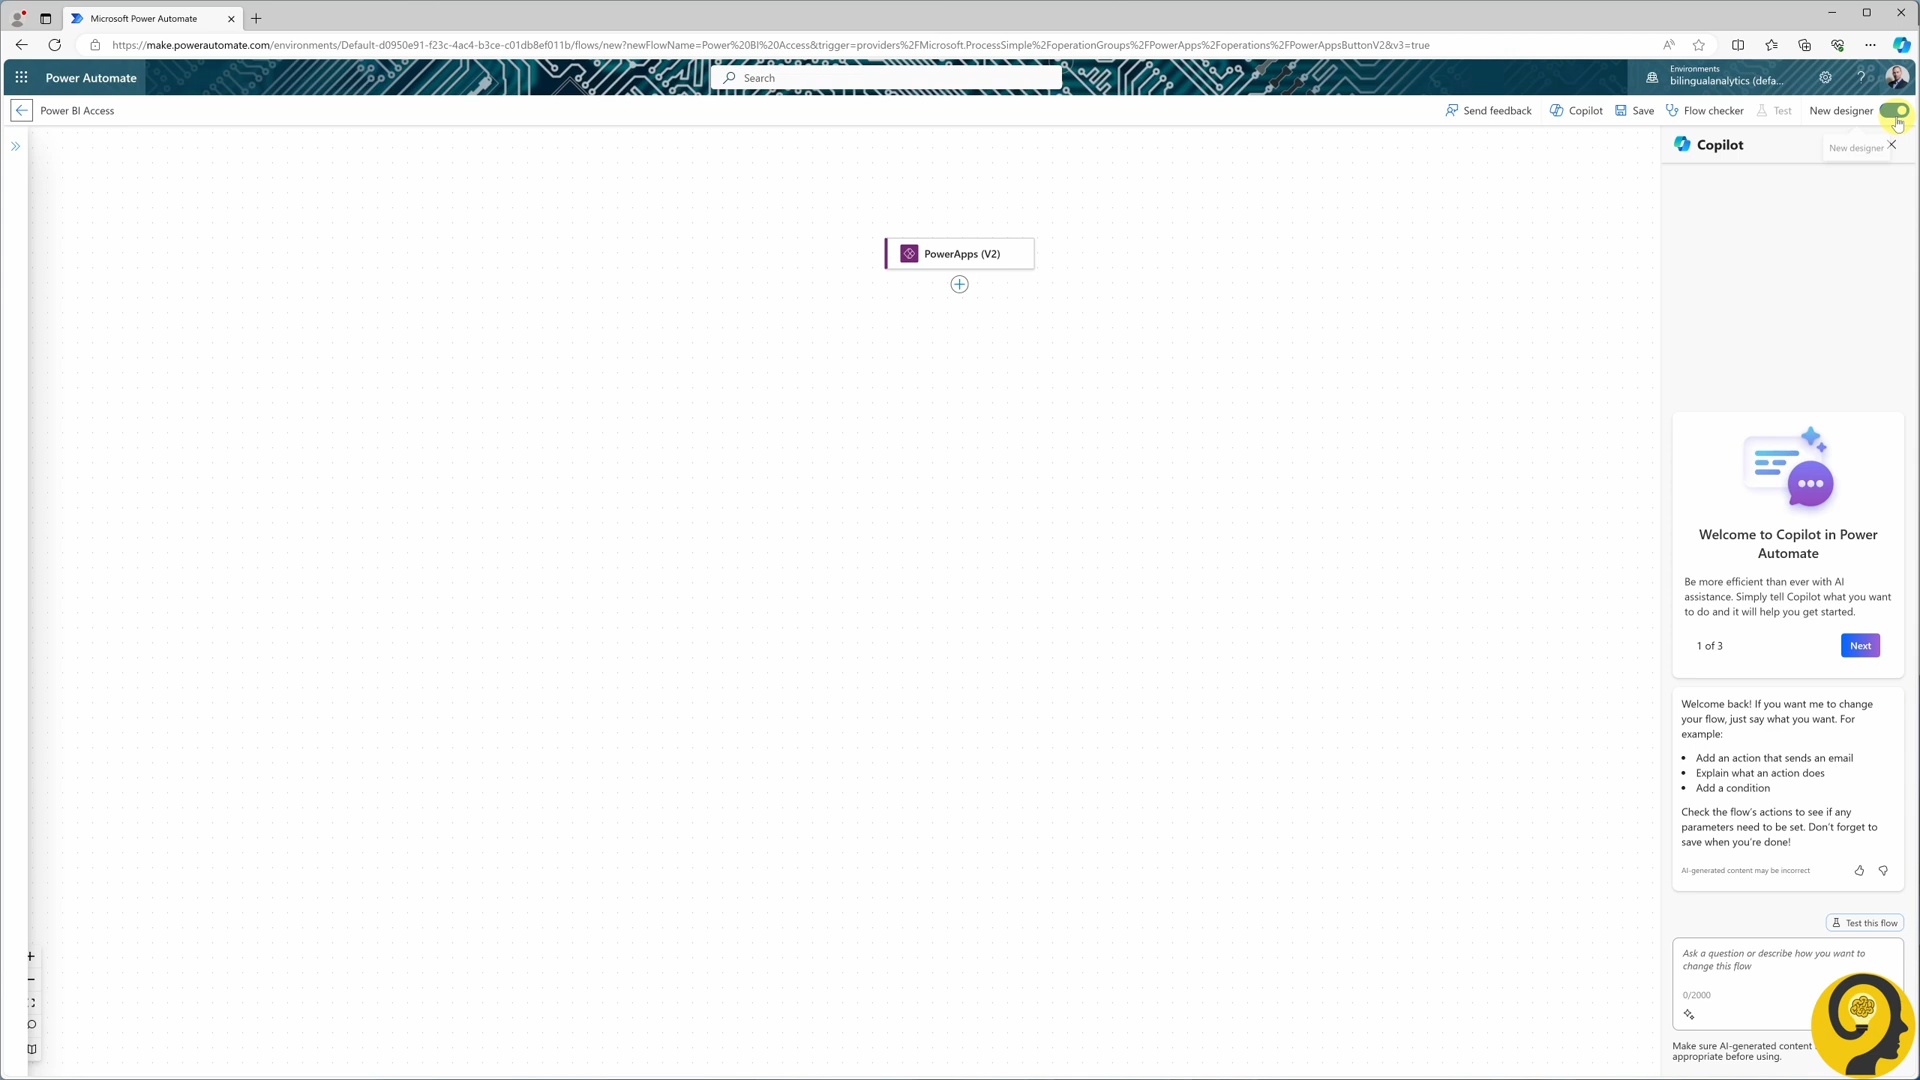 Microsoft Power Automate
https://make.powerautomate.com/environments/Default-d0950e91-f23c-4ac4-b3ce-c01db8ef011b/flows/new?newFlowName=Power%20BI%20Access&trigger=providers%2FMicrosoft.ProcessSimple%2FoperationGroups%2FPowerApps%2Foperations%2FPowerAppsButtonV2&v3=true
Power Automate
Search
Environments
bilingualanalytics (defa...
Power BI Access
Send feedback
Copilot
Save
Flow checker
Test
New designer
Copilot
New designer
PowerApps (V2)
Welcome to Copilot in Power
Automate
Be more efficient than ever with AI
assistance. Simply tell Copilot what you want
to do and it will help you get started.
1 of 3
Next
Welcome back! If you want me to change
your flow, just say what you want. For
example:
• Add an action that sends an email
• Explain what an action does
• Add a condition
Check the flow's actions to see if any
parameters need to be set. Don't forget to
save when you're done!
AI-generated content may be incorrect
Test this flow
Ask a question or describe how you want to
change this flow
0/2000
Make sure AI-generated content
appropriate before using.